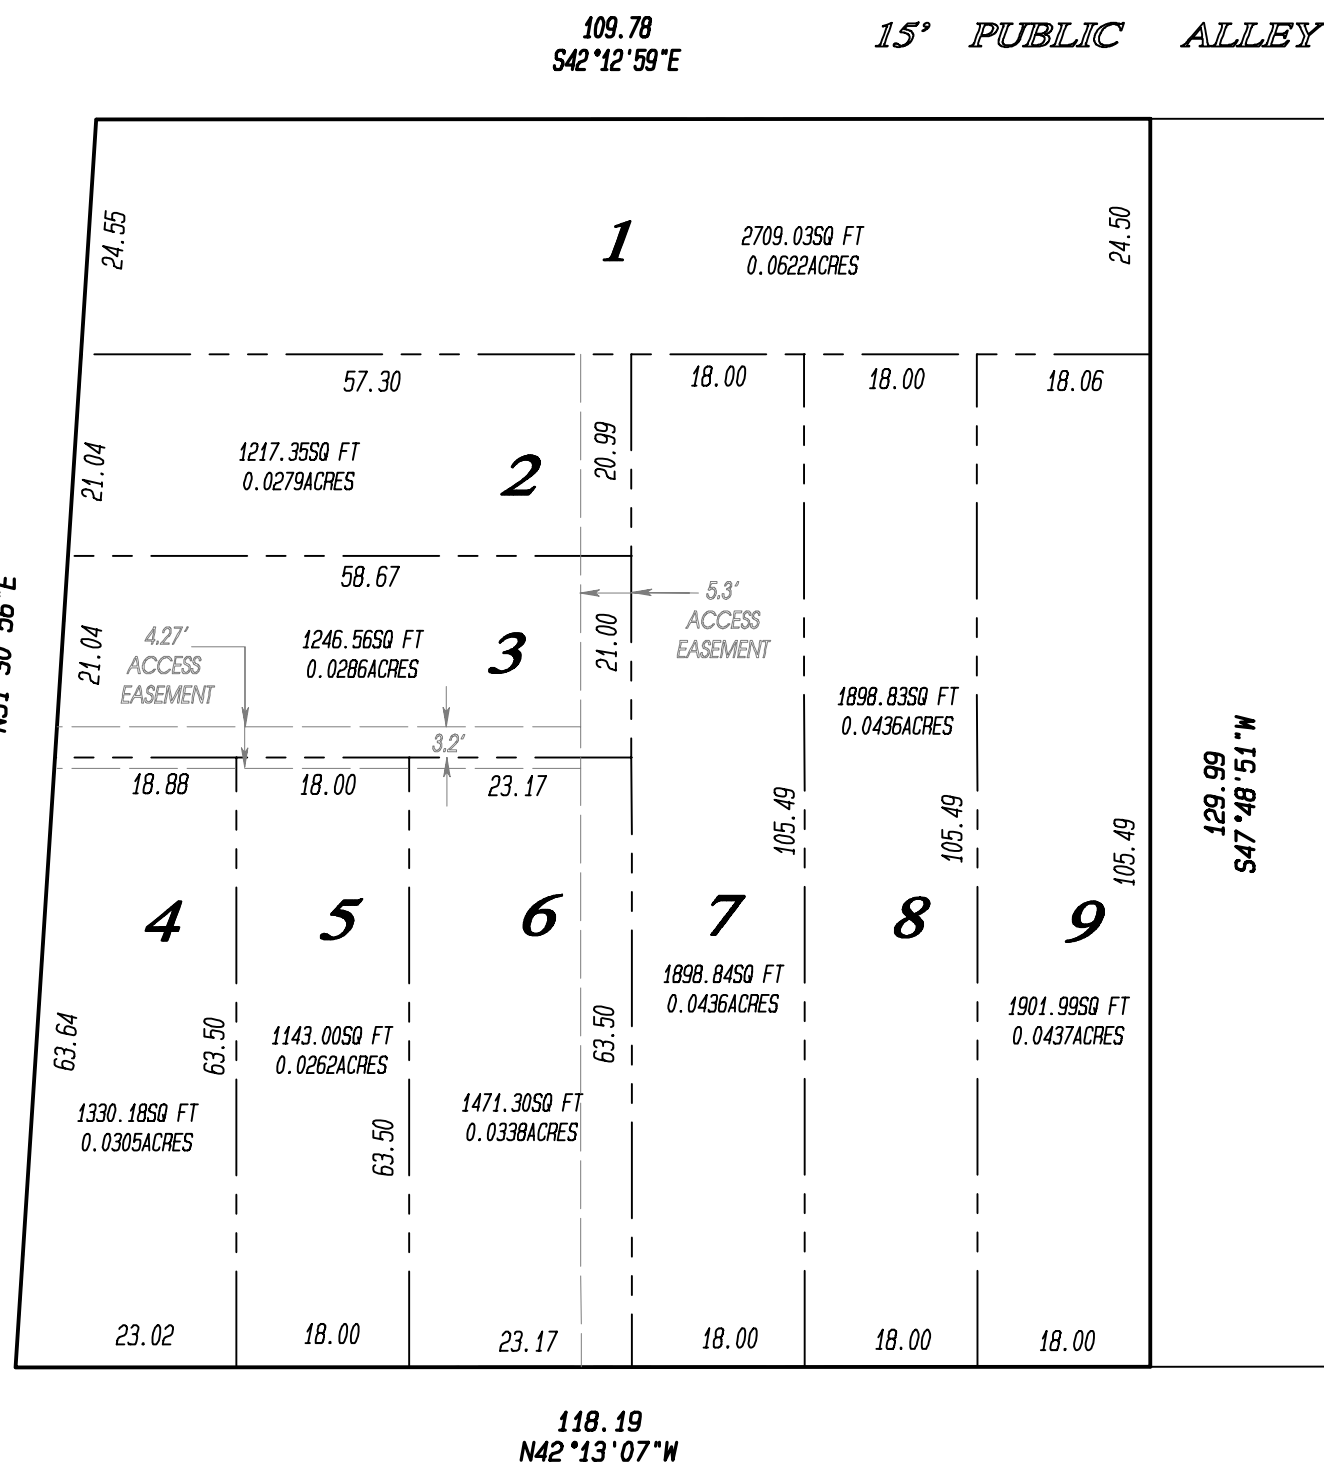 109.78
S42°12'59"E
15' PUBLIC ALLEY
24.55
1
2709.03SQ FT
0.0622ACRES
24.50
57.30
18.00
18.00
18.06
21.04
1217.35SQ FT
0.0279ACRES
2
20.99
58.67
5.3'
ACCESS
EASEMENT
21.04
4.27'
ACCESS
EASEMENT
1246.56SQ FT
0.0286ACRES
3
21.00
1898.83SQ FT
0.0436ACRES
3.2'
18.88
18.00
23.17
105.49
105.49
105.49
129.99
S47°48'51"W
4
5
6
7
8
9
1898.84SQ FT
0.0436ACRES
1901.99SQ FT
0.0437ACRES
63.64
63.50
1143.00SQ FT
0.0262ACRES
63.50
1330.18SQ FT
0.0305ACRES
63.50
1471.30SQ FT
0.0338ACRES
23.02
18.00
23.17
18.00
18.00
18.00
118.19
N42°13'07"W